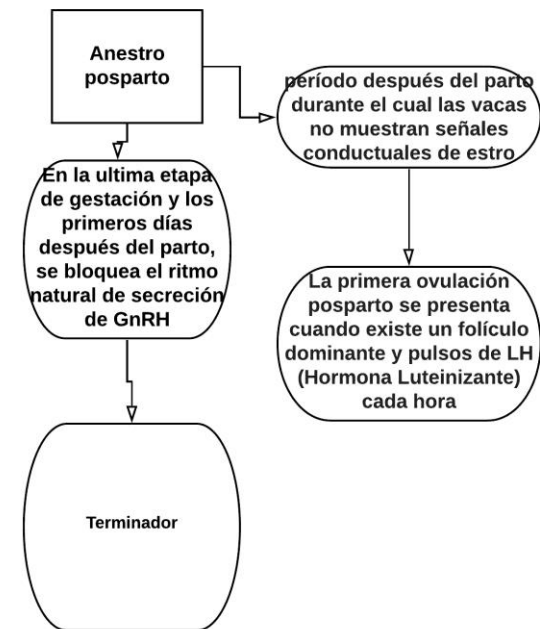 Anestro
posparto
período después del parto
durante el cual las vacas
no muestran señales
conductuales de estro
En la ultima etapa
de gestación y los
primeros días
después del parto,
se bloquea el ritmo
natural de secreción
de GnRH
La primera ovulación
posparto se presenta
cuando existe un folículo
dominante y pulsos de LH
(Hormona Luteinizante)
cada hora
Terminador